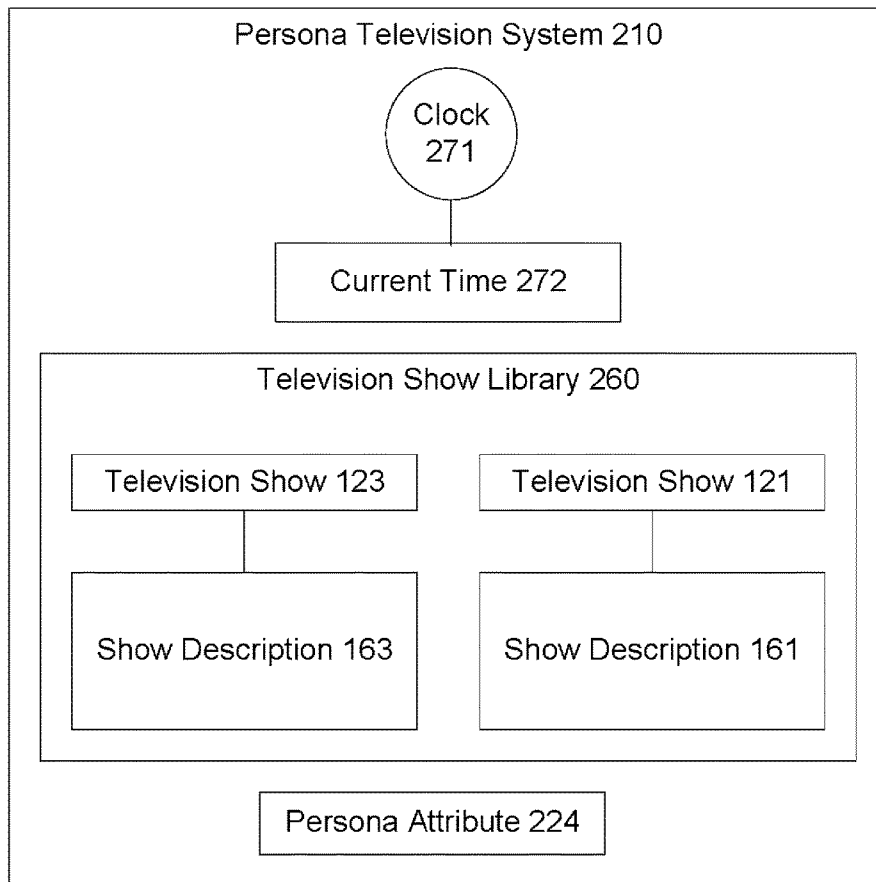 Persona Television System 210
Clock
271
Current Time 272
Television Show Library 260
Television Show 123
Television Show 121
Show Description 163
Show Description 161
Persona Attribute 224